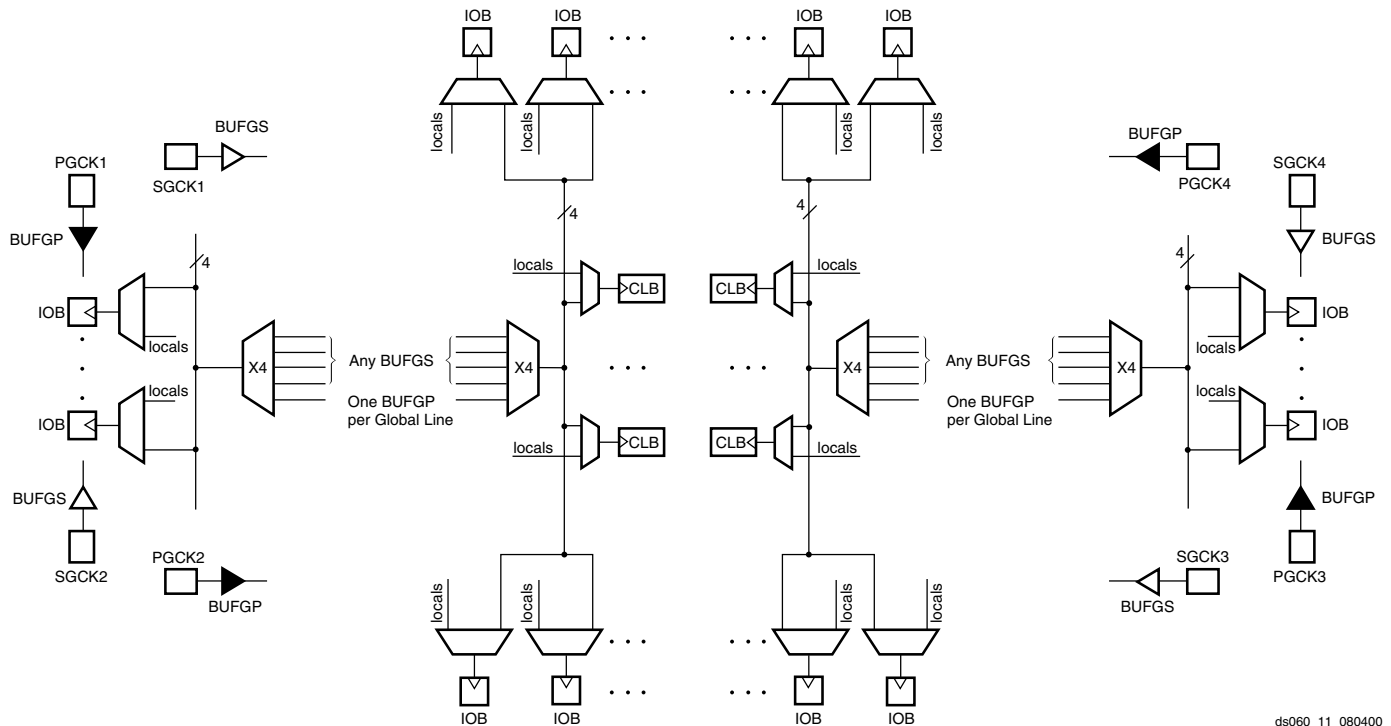 IOB IOB IOB IOB
locals locals locals locals
BUFGS BUFGP
PGCK1 SGCK4
SGCK1 PGCK4
4 4
BUFGP BUFGS
4 4
locals locals
CLB CLB
IOB IOB
locals locals
X4 Any BUFGS X4 X4 Any BUFGS X4
locals locals
One BUFGP One BUFGP
per Global Line per Global Line
IOB IOB
CLB CLB
locals locals
BUFGS BUFGP
PGCK2 SGCK3
SGCK2 PGCK3
BUFGP BUFGS
locals locals locals locals
IOB IOB IOB IOB
ds060_11_080400